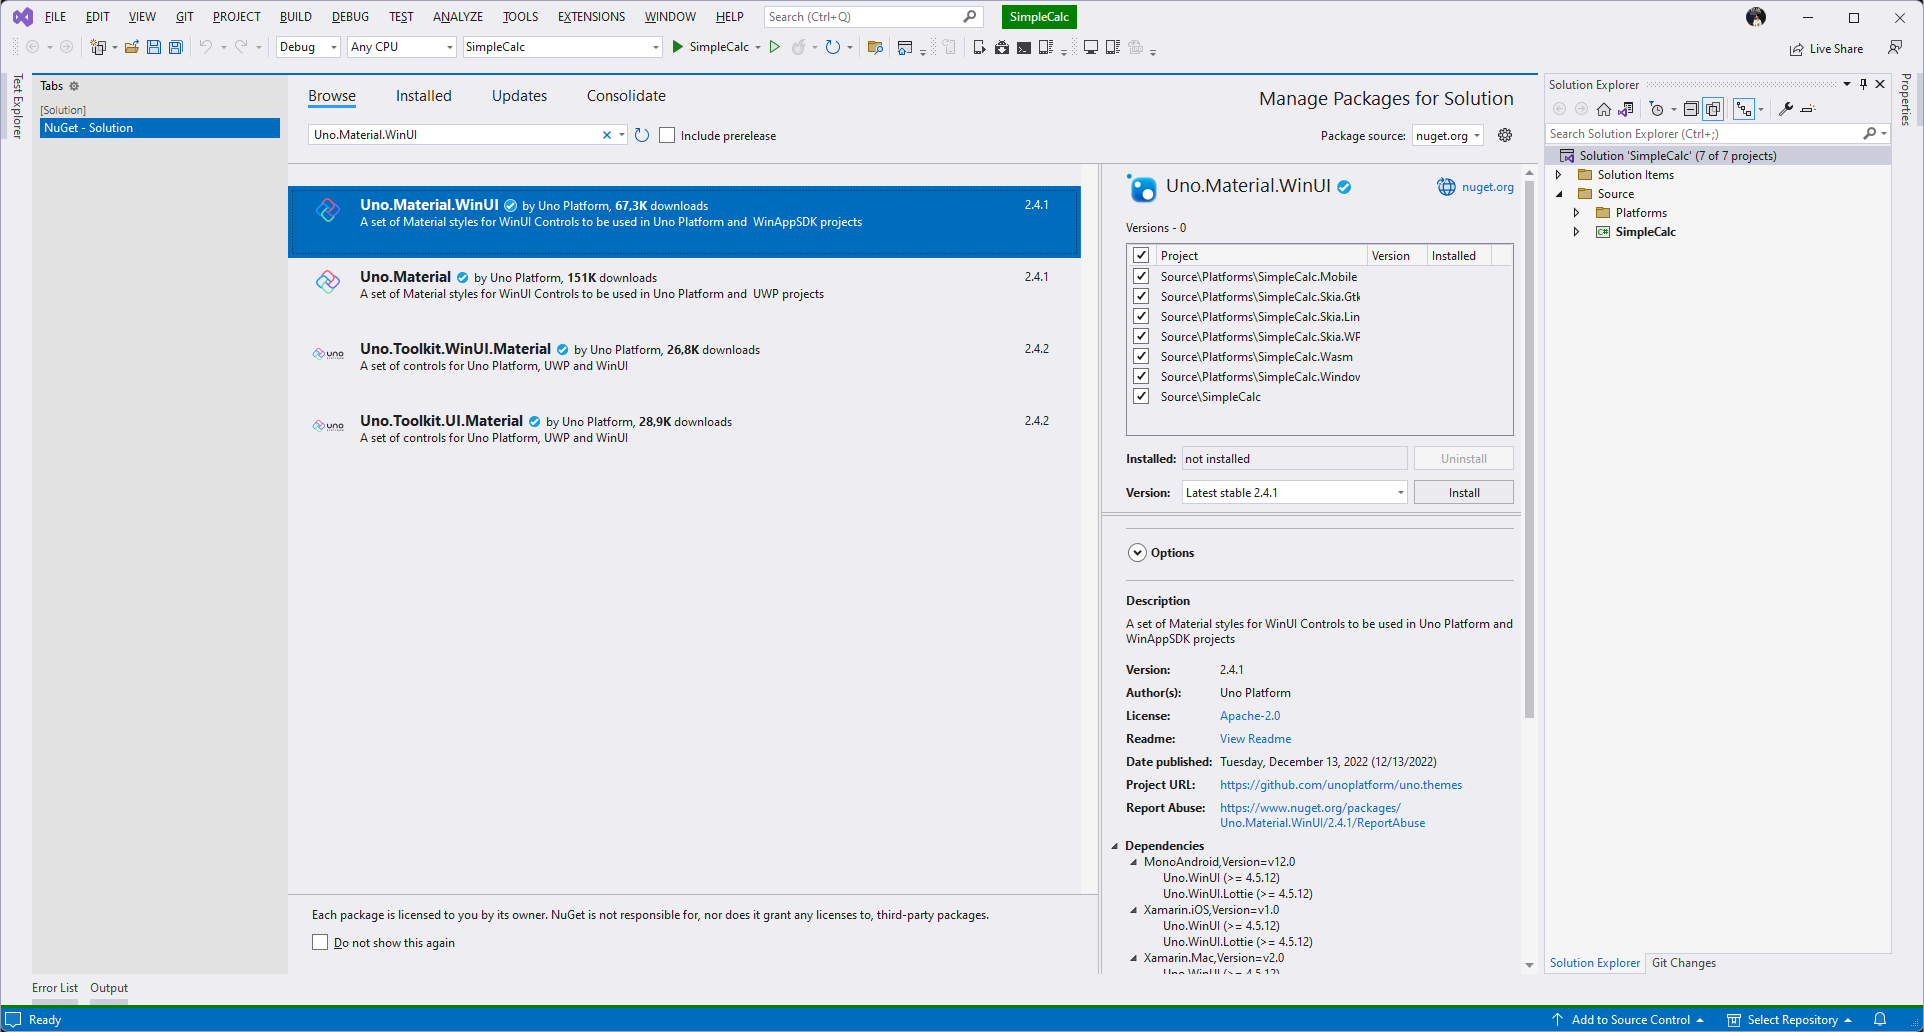 FILE EDIT VIEW GIT PROJECT BUILD DEBUG TEST ANALYZE TOOLS EXTENSIONS WINDOW HELP Search (Ctrl+Q) SimpleCalc
Debug Any CPU SimpleCalc SimpleCalc Live Share
Test Explorer
Tabs
[Solution]
NuGet - Solution
Browse Installed Updates Consolidate
Manage Packages for Solution
Uno.Material.WinUI
Include prerelease
Package source: nuget.org
Uno.Material.WinUI by Uno Platform, 67,3K downloads 2.4.1
A set of Material styles for WinUI Controls to be used in Uno Platform and WinAppSDK projects
Uno.Material by Uno Platform, 151K downloads 2.4.1
A set of Material styles for WinUI Controls to be used in Uno Platform and UWP projects
uno
Uno.Toolkit.WinUI.Material by Uno Platform, 26,8K downloads 2.4.2
A set of controls for Uno Platform, UWP and WinUI
uno
Uno.Toolkit.UI.Material by Uno Platform, 28,9K downloads 2.4.2
A set of controls for Uno Platform, UWP and WinUI
Each package is licensed to you by its owner. NuGet is not responsible for, nor does it grant any licenses to, third-party packages.
Do not show this again
Uno.Material.WinUI nuget.org
Versions - 0
Project Version Installed
Source\Platforms\SimpleCalc.Mobile
Source\Platforms\SimpleCalc.Skia.Gtk
Source\Platforms\SimpleCalc.Skia.Lin
Source\Platforms\SimpleCalc.Skia.WP
Source\Platforms\SimpleCalc.Wasm
Source\Platforms\SimpleCalc.Window
Source\SimpleCalc
Installed: not installed Uninstall
Version: Latest stable 2.4.1 Install
Options
Description
A set of Material styles for WinUI Controls to be used in Uno Platform and
WinAppSDK projects
Version: 2.4.1
Author(s): Uno Platform
License: Apache-2.0
Readme: View Readme
Date published: Tuesday, December 13, 2022 (12/13/2022)
Project URL: https://github.com/unoplatform/uno.themes
Report Abuse: https://www.nuget.org/packages/
Uno.Material.WinUI/2.4.1/ReportAbuse
Dependencies
MonoAndroid,Version=v12.0
Uno.WinUI (>= 4.5.12)
Uno.WinUI.Lottie (>= 4.5.12)
Xamarin.iOS,Version=v1.0
Uno.WinUI (>= 4.5.12)
Uno.WinUI.Lottie (>= 4.5.12)
Xamarin.Mac,Version=v2.0
Uno.WinUI (>= 4.5.12)
Solution Explorer
Search Solution Explorer (Ctrl+;)
Solution 'SimpleCalc' (7 of 7 projects)
Solution Items
Source
Platforms
C# SimpleCalc
Solution Explorer Git Changes
Properties
Error List Output
Ready Add to Source Control Select Repository